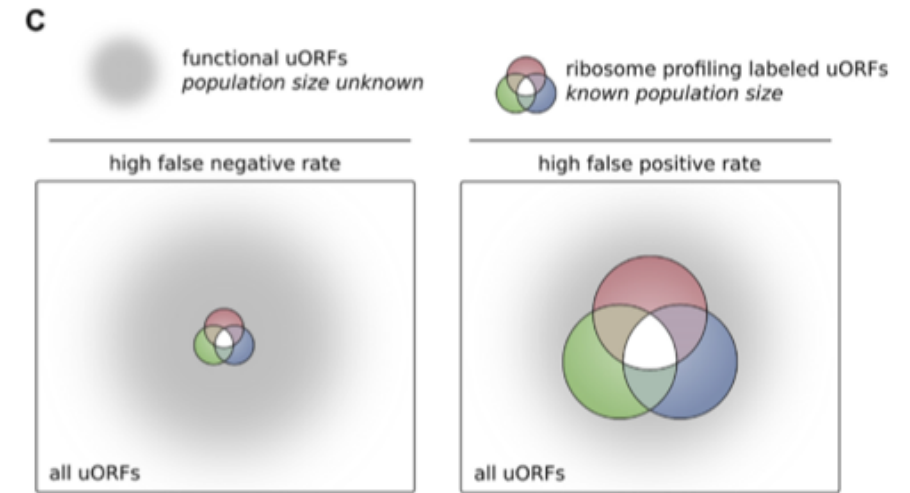 C
functional uORFs
population size unknown
ribosome profiling labeled uORFs
known population size
high false negative rate
high false positive rate
all uORFs
all uORFs